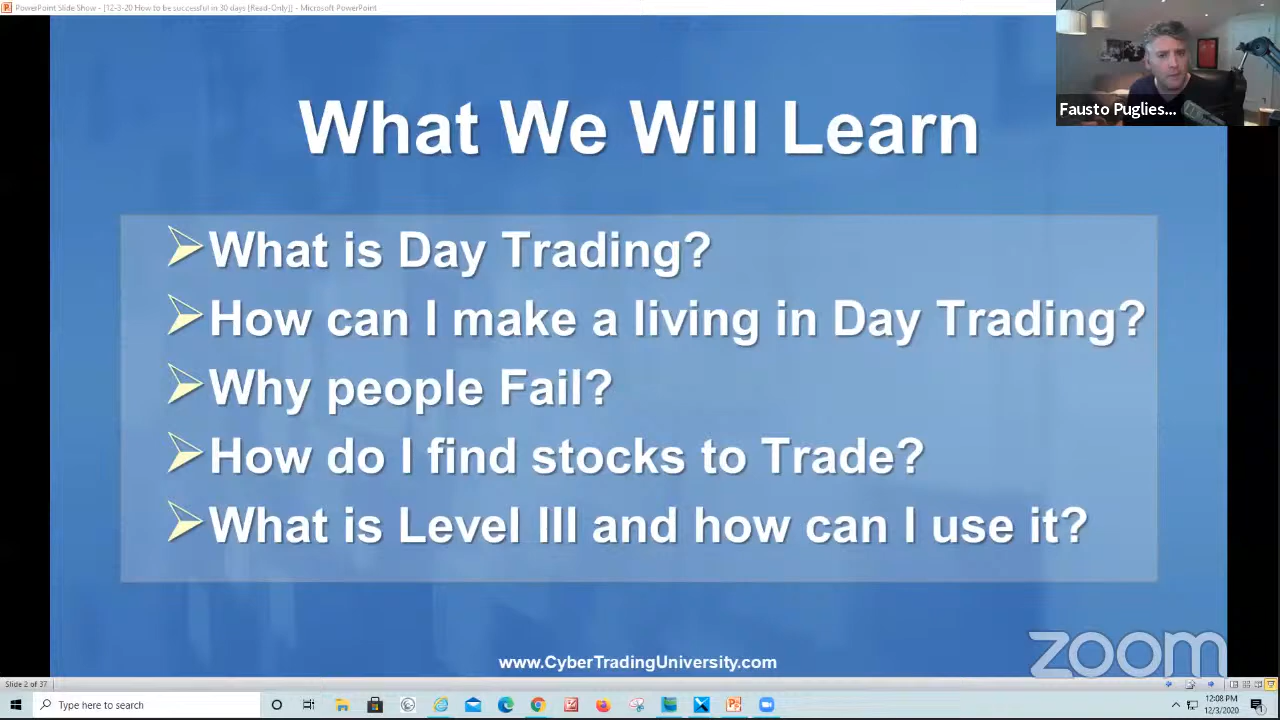 PowerPoint Slide Show - [12-3-20 How to be successful in 30 days [Read-Only]] - Microsoft PowerPoint
Fausto Puglies...
What We Will Learn
What is Day Trading?
How can I make a living in Day Trading?
Why people Fail?
How do I find stocks to Trade?
What is Level III and how can I use it?
www.CyberTradingUniversity.com
zoom
Slide 2 of 37
Type here to search
12:08 PM
12/3/2020